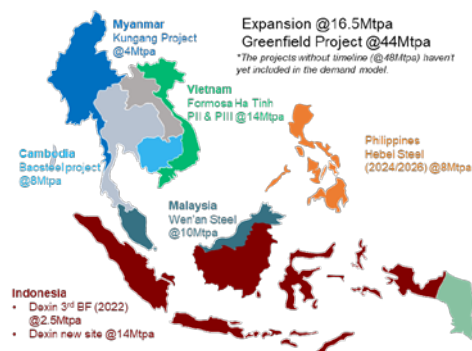 Expansion @16.5Mtpa
Greenfield Project @44Mtpa
*The projects without timeline (@48Mtpa) haven't
yet included in the demand model.
Myanmar
Kungang Project
@4Mtpa
Vietnam
Formosa Ha Tinh
PII & PIII @14Mtpa
Philippines
Hebei Steel
(2024/2026) @8Mtpa
Cambodia
Baosteel project
@8Mtpa
Malaysia
Wen'an Steel
@10Mtpa
Indonesia
• Dexin 3rd BF (2022)
@2.5Mtpa
• Dexin new site @14Mtpa